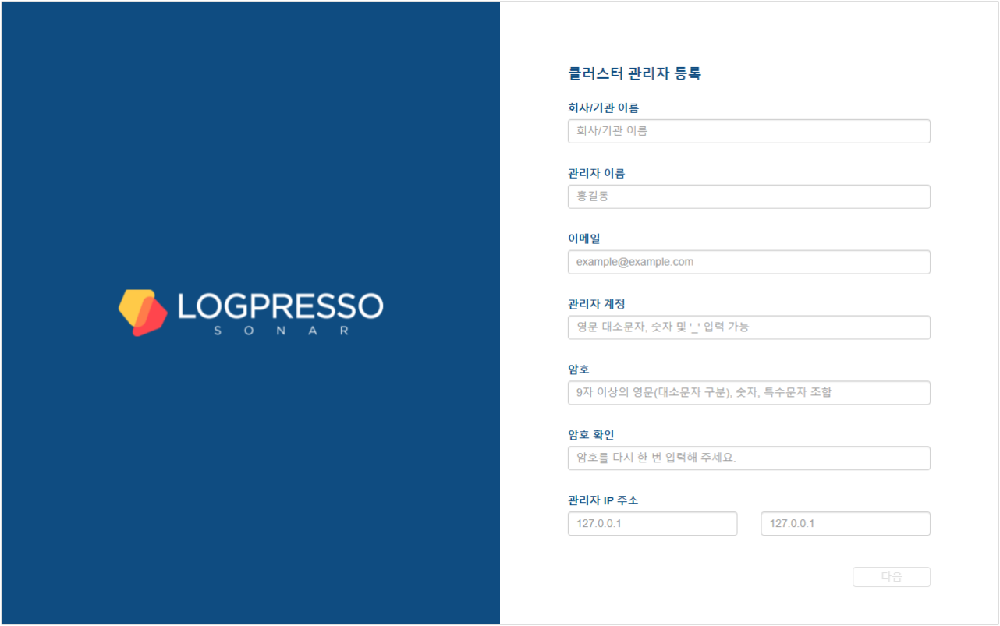 LOGPRESSO
SONAR
클러스터 관리자 등록
회사/기관 이름
회사/기관 이름
관리자 이름
홍길동
이메일
example@example.com
관리자 계정
영문 대소문자, 숫자 및 '_' 입력 가능
암호
9자 이상의 영문(대소문자 구분), 숫자, 특수문자 조합
암호 확인
암호를 다시 한 번 입력해 주세요.
관리자 IP 주소
127.0.0.1 127.0.0.1
다음